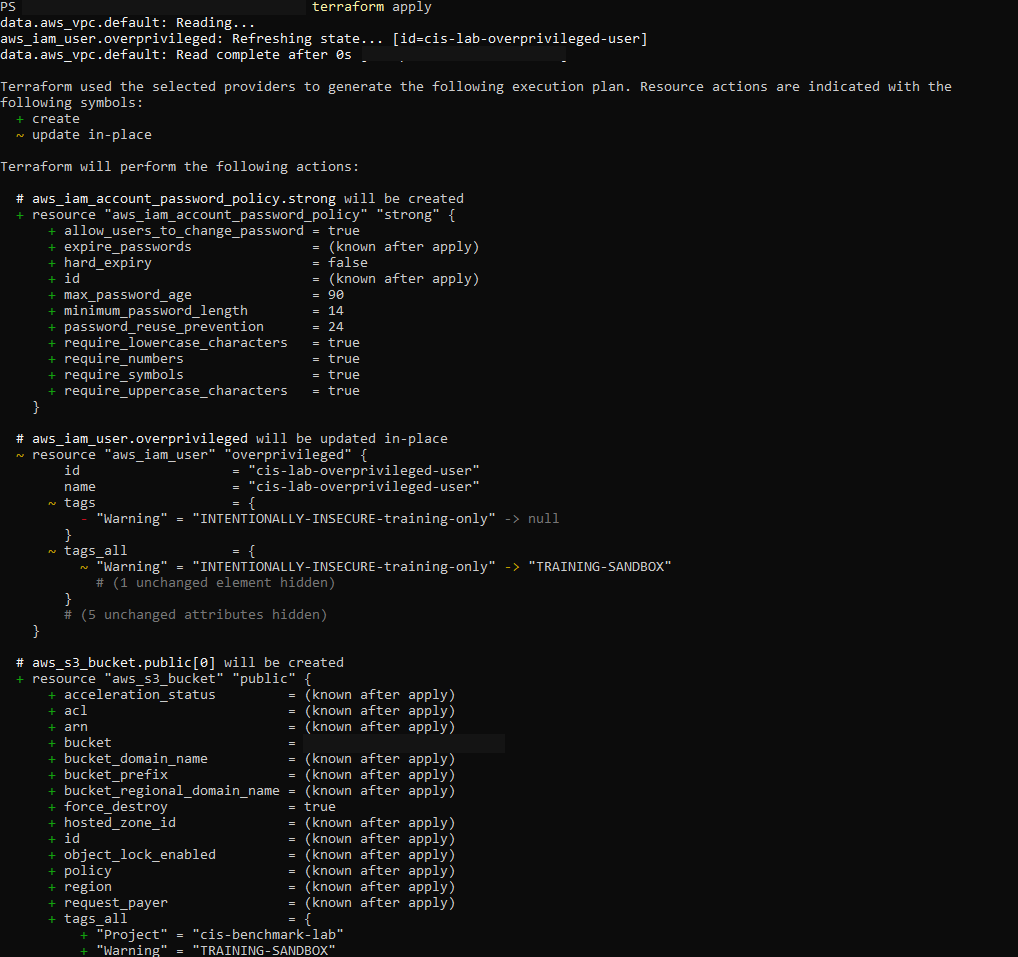 PS terraform apply
data.aws_vpc.default: Reading...
aws_iam_user.overprivileged: Refreshing state... [id=cis-lab-overprivileged-user]
data.aws_vpc.default: Read complete after 0s
Terraform used the selected providers to generate the following execution plan. Resource actions are indicated with the
following symbols:
  + create
  ~ update in-place
Terraform will perform the following actions:
  # aws_iam_account_password_policy.strong will be created
  + resource "aws_iam_account_password_policy" "strong" {
      + allow_users_to_change_password = true
      + expire_passwords               = (known after apply)
      + hard_expiry                    = false
      + id                             = (known after apply)
      + max_password_age               = 90
      + minimum_password_length        = 14
      + password_reuse_prevention      = 24
      + require_lowercase_characters   = true
      + require_numbers                = true
      + require_symbols                = true
      + require_uppercase_characters   = true
    }
  # aws_iam_user.overprivileged will be updated in-place
  ~ resource "aws_iam_user" "overprivileged" {
        id                   = "cis-lab-overprivileged-user"
        name                 = "cis-lab-overprivileged-user"
      ~ tags                 = {
          - "Warning" = "INTENTIONALLY-INSECURE-training-only" -> null
        }
      ~ tags_all             = {
          ~ "Warning" = "INTENTIONALLY-INSECURE-training-only" -> "TRAINING-SANDBOX"
            # (1 unchanged element hidden)
        }
        # (5 unchanged attributes hidden)
    }
  # aws_s3_bucket.public[0] will be created
  + resource "aws_s3_bucket" "public" {
      + acceleration_status         = (known after apply)
      + acl                         = (known after apply)
      + arn                         = (known after apply)
      + bucket                      =
      + bucket_domain_name          = (known after apply)
      + bucket_prefix               = (known after apply)
      + bucket_regional_domain_name = (known after apply)
      + force_destroy               = true
      + hosted_zone_id              = (known after apply)
      + id                          = (known after apply)
      + object_lock_enabled         = (known after apply)
      + policy                      = (known after apply)
      + region                      = (known after apply)
      + request_payer               = (known after apply)
      + tags_all                    = {
          + "Project" = "cis-benchmark-lab"
          + "Warning" = "TRAINING-SANDBOX"